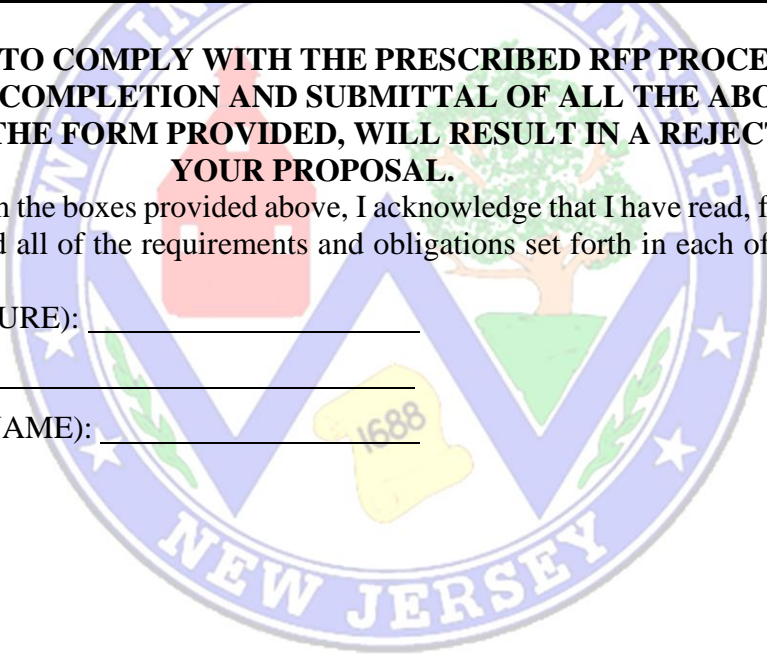 TO COMPLY WITH THE PRESCRIBED RFP PROCE
COMPLETION AND SUBMITTAL OF ALL THE ABO
THE FORM PROVIDED, WILL RESULT IN A REJECT
YOUR PROPOSAL.
n the boxes provided above, I acknowledge that I have read, f
d all of the requirements and obligations set forth in each of
URE):
NAME):
1688
NEW JERSEY